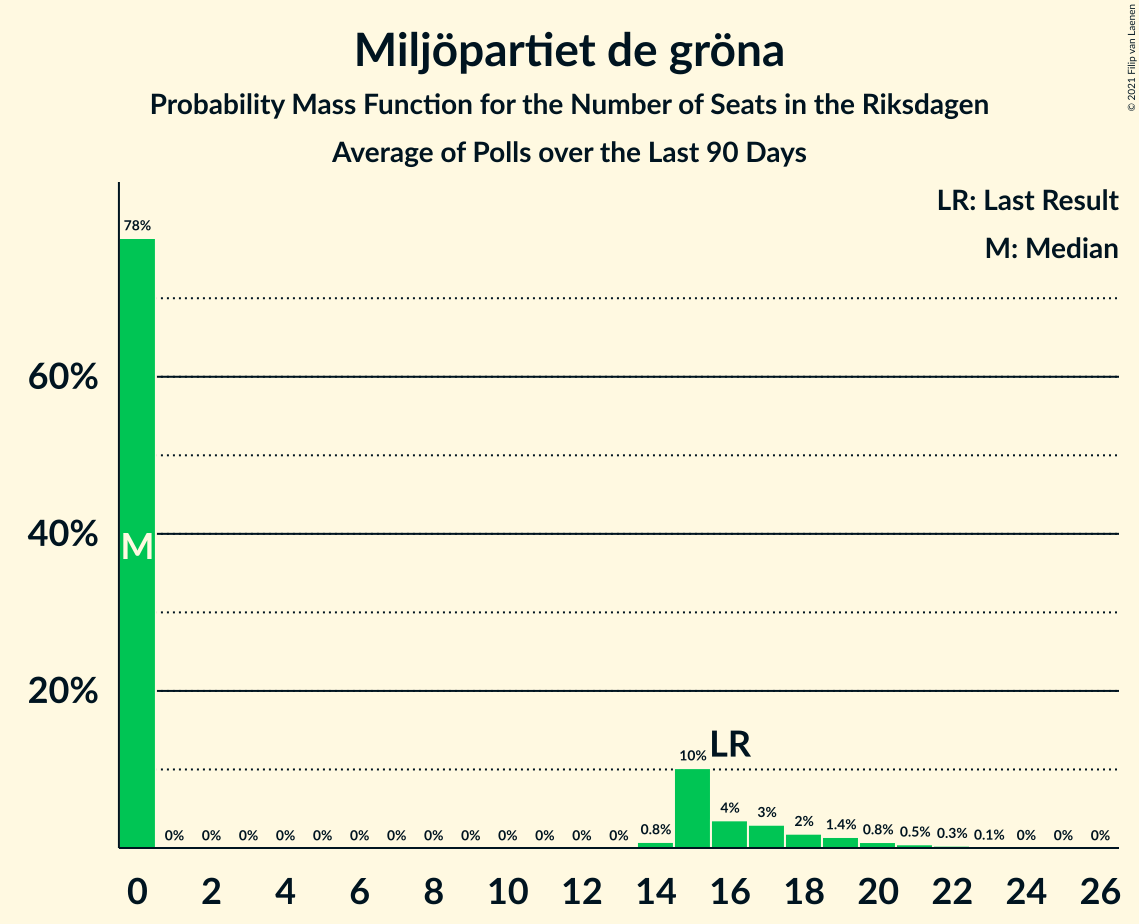 Miljöpartiet de gröna
Probability Mass Function for the Number of Seats in the Riksdagen
Average of Polls over the Last 90 Days
© 2021 Filip van Laenen
LR: Last Result
M: Median
78%
60%
40%
M
20%
10% LR
0% 0% 0% 0% 0% 0% 0% 0% 0% 0% 0% 0% 0% 0.8% 4% 3% 2% 1.4% 0.8% 0.5% 0.3% 0.1% 0% 0% 0%
0 2 4 6 8 10 12 14 16 18 20 22 24 26